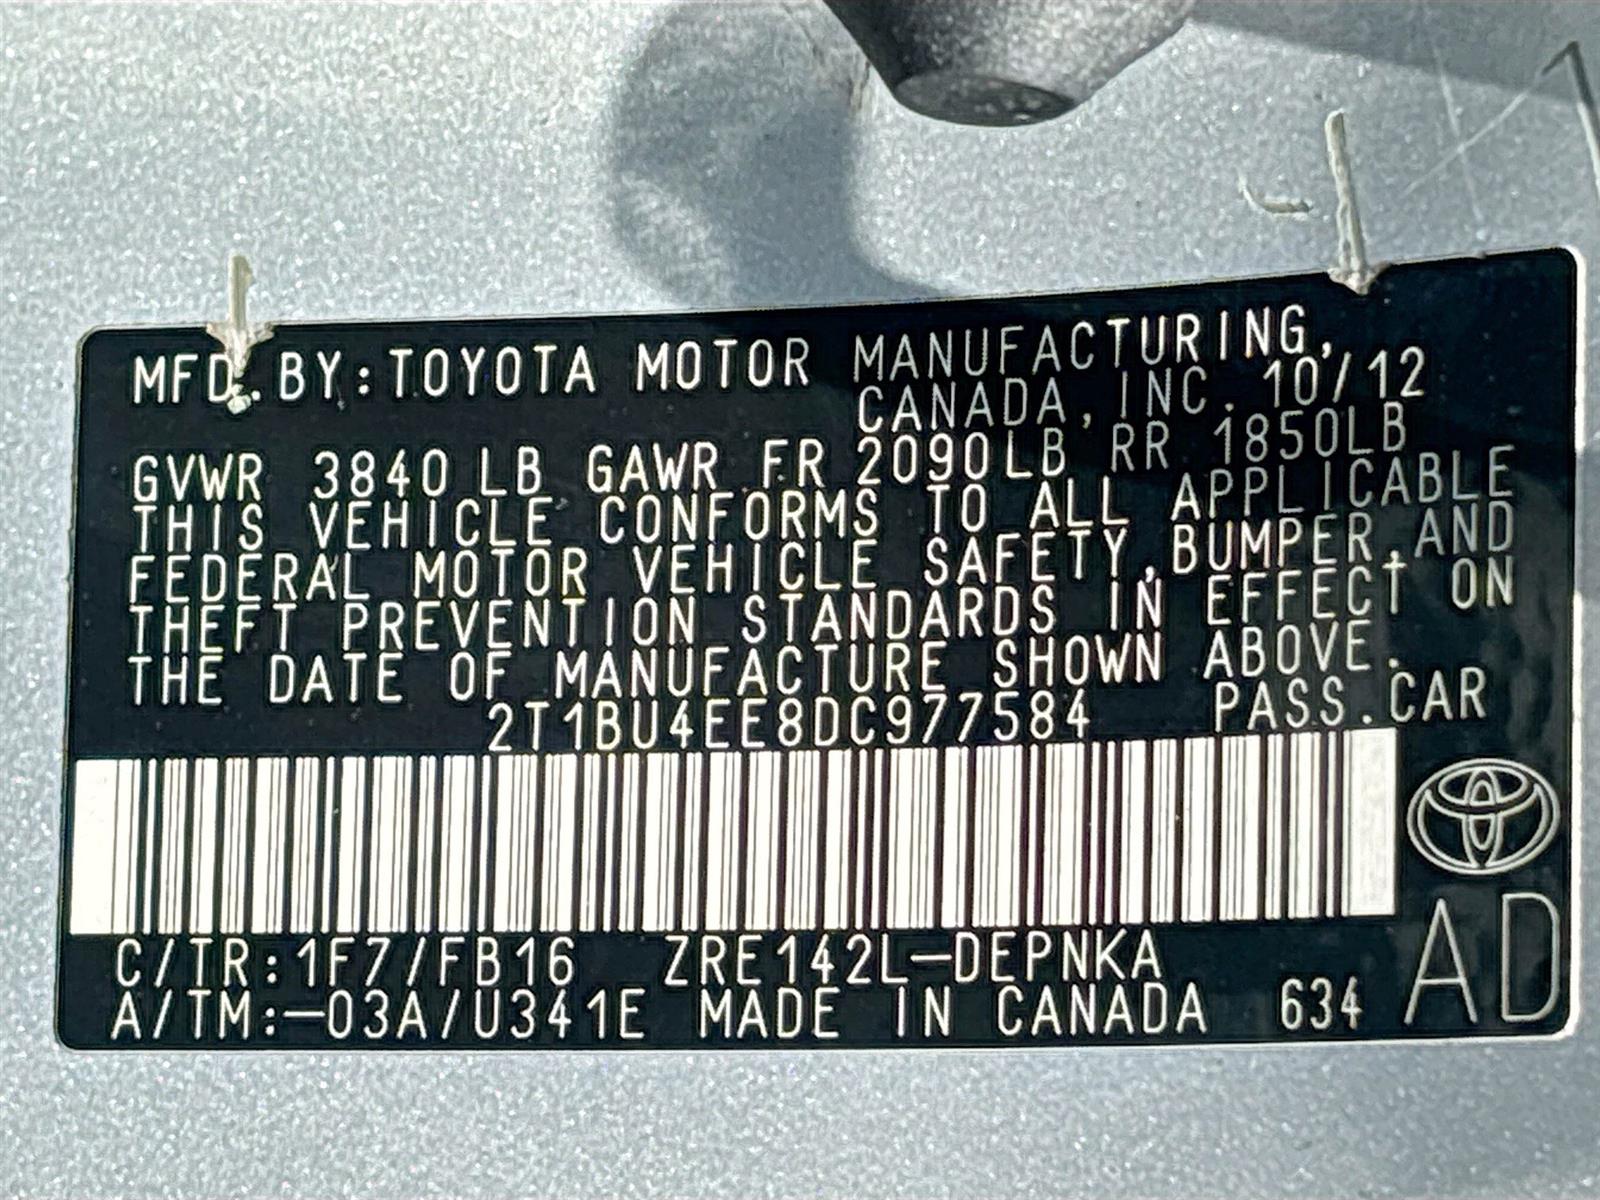 MFD. BY: TOYOTA MOTOR MANUFACTURING,
CANADA, INC. 10/12
GVWR 3840 LB GAWR FR 2090LB RR 1850LB
THIS VEHICLE CONFORMS TO ALL APPLICABLE
FEDERAL MOTOR VEHICLE SAFETY, BUMPER, AND
THEFT PREVENTION STANDARDS IN EFFECT ON
THE DATE OF MANUFACTURE SHOWN ABOVE.
2T1BU4EE8DC977584 PASS. CAR
C/TR: 1F7/FB16 ZRE142L-DEPNKA
A/TM:-03A/U341E MADE IN CANADA 634 AD